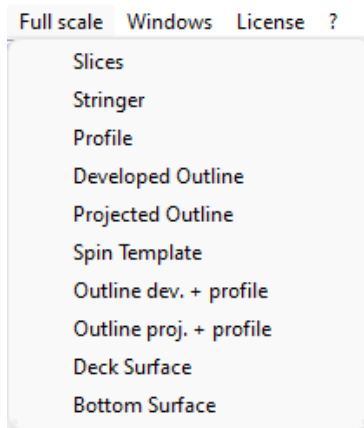 Full scale Windows License ?
Slices
Stringer
Profile
Developed Outline
Projected Outline
Spin Template
Outline dev. + profile
Outline proj. + profile
Deck Surface
Bottom Surface